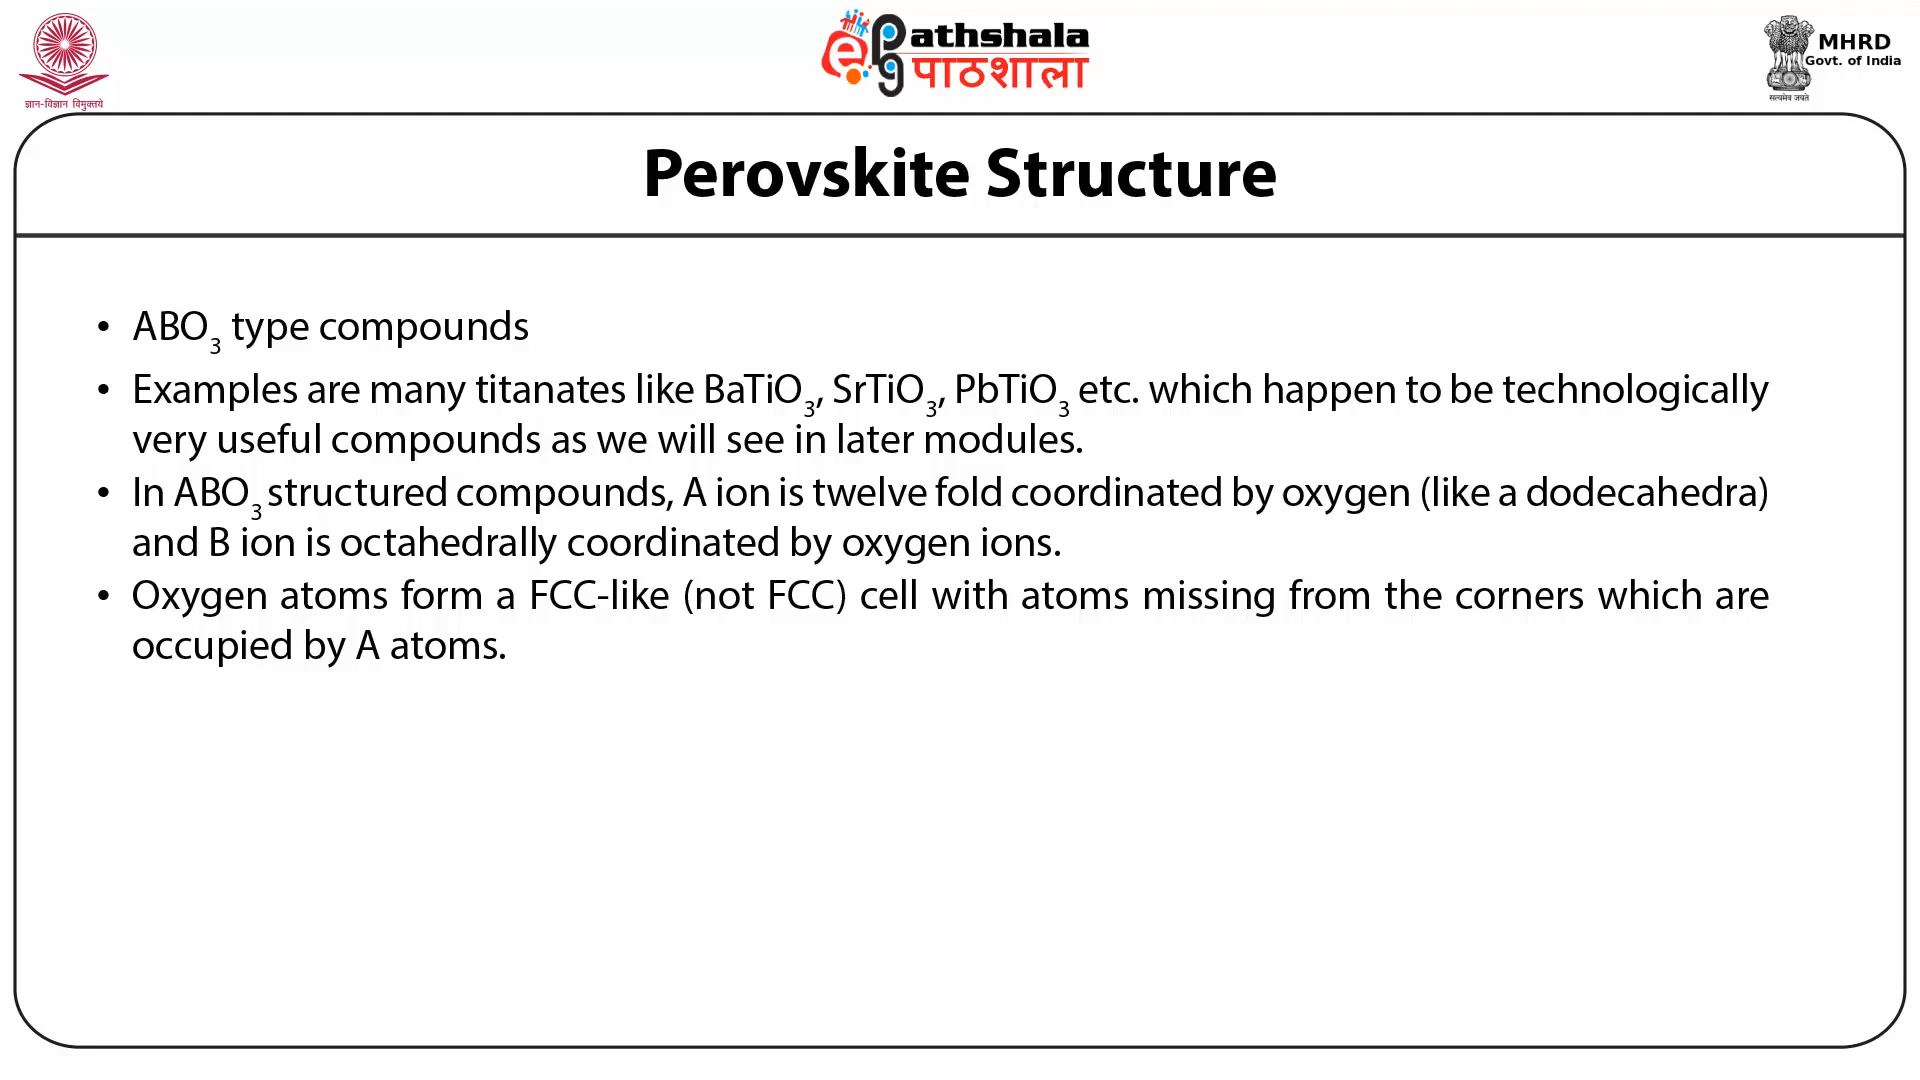 ज्ञान-विज्ञान विमुक्तये
ePathshala
पाठशाला
MHRD
Govt. of India
सत्यमेव जयते
Perovskite Structure
• ABO₃ type compounds
• Examples are many titanates like BaTiO₃, SrTiO₃, PbTiO₃ etc. which happen to be technologically
very useful compounds as we will see in later modules.
• In ABO₃ structured compounds, A ion is twelve fold coordinated by oxygen (like a dodecahedra)
and B ion is octahedrally coordinated by oxygen ions.
• Oxygen atoms form a FCC-like (not FCC) cell with atoms missing from the corners which are
occupied by A atoms.